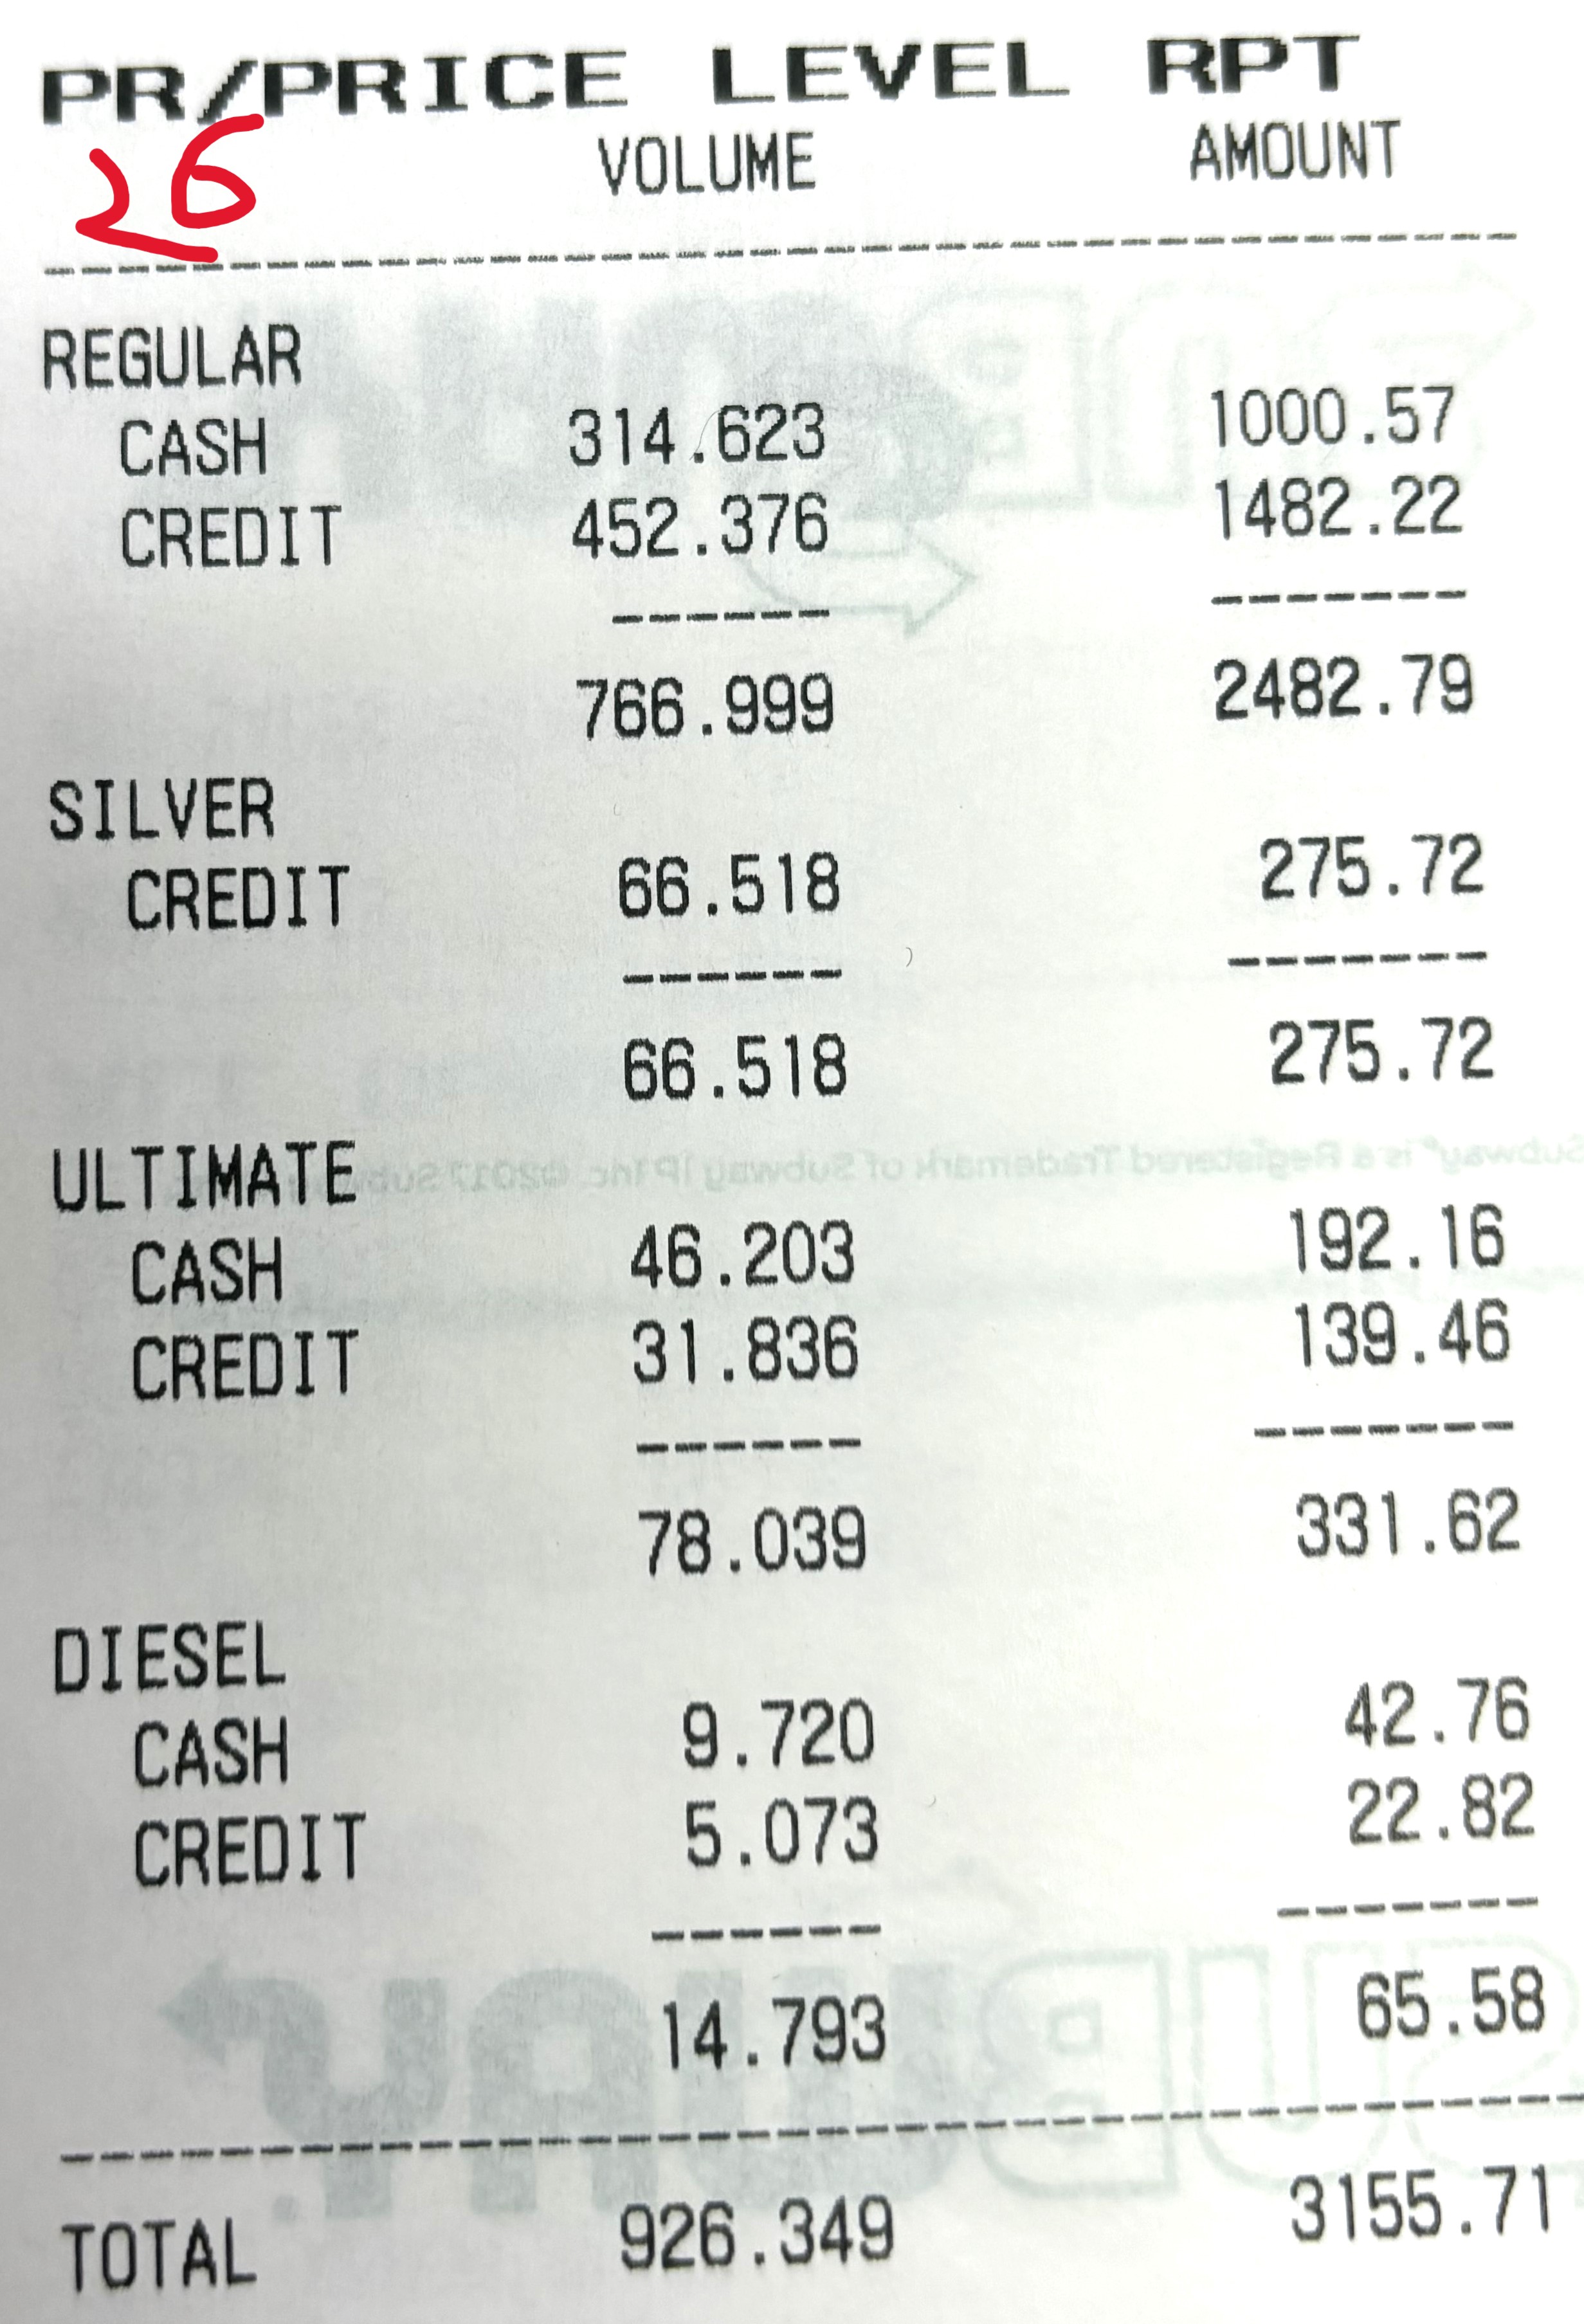 PR/PRICE LEVEL RPT
26 VOLUME AMOUNT
REGULAR
CASH 314.623 1000.57
CREDIT 452.376 1482.22
766.999 2482.79
SILVER
CREDIT 66.518 275.72
66.518 275.72
Subway® is a Registered Trademark of Subway IP Inc. ©2017 Subway
ULTIMATE
CASH 46.203 192.16
CREDIT 31.836 139.46
78.039 331.62
DIESEL
CASH 9.720 42.76
CREDIT 5.073 22.82
14.793 65.58
SUBWAY
TOTAL 926.349 3155.71